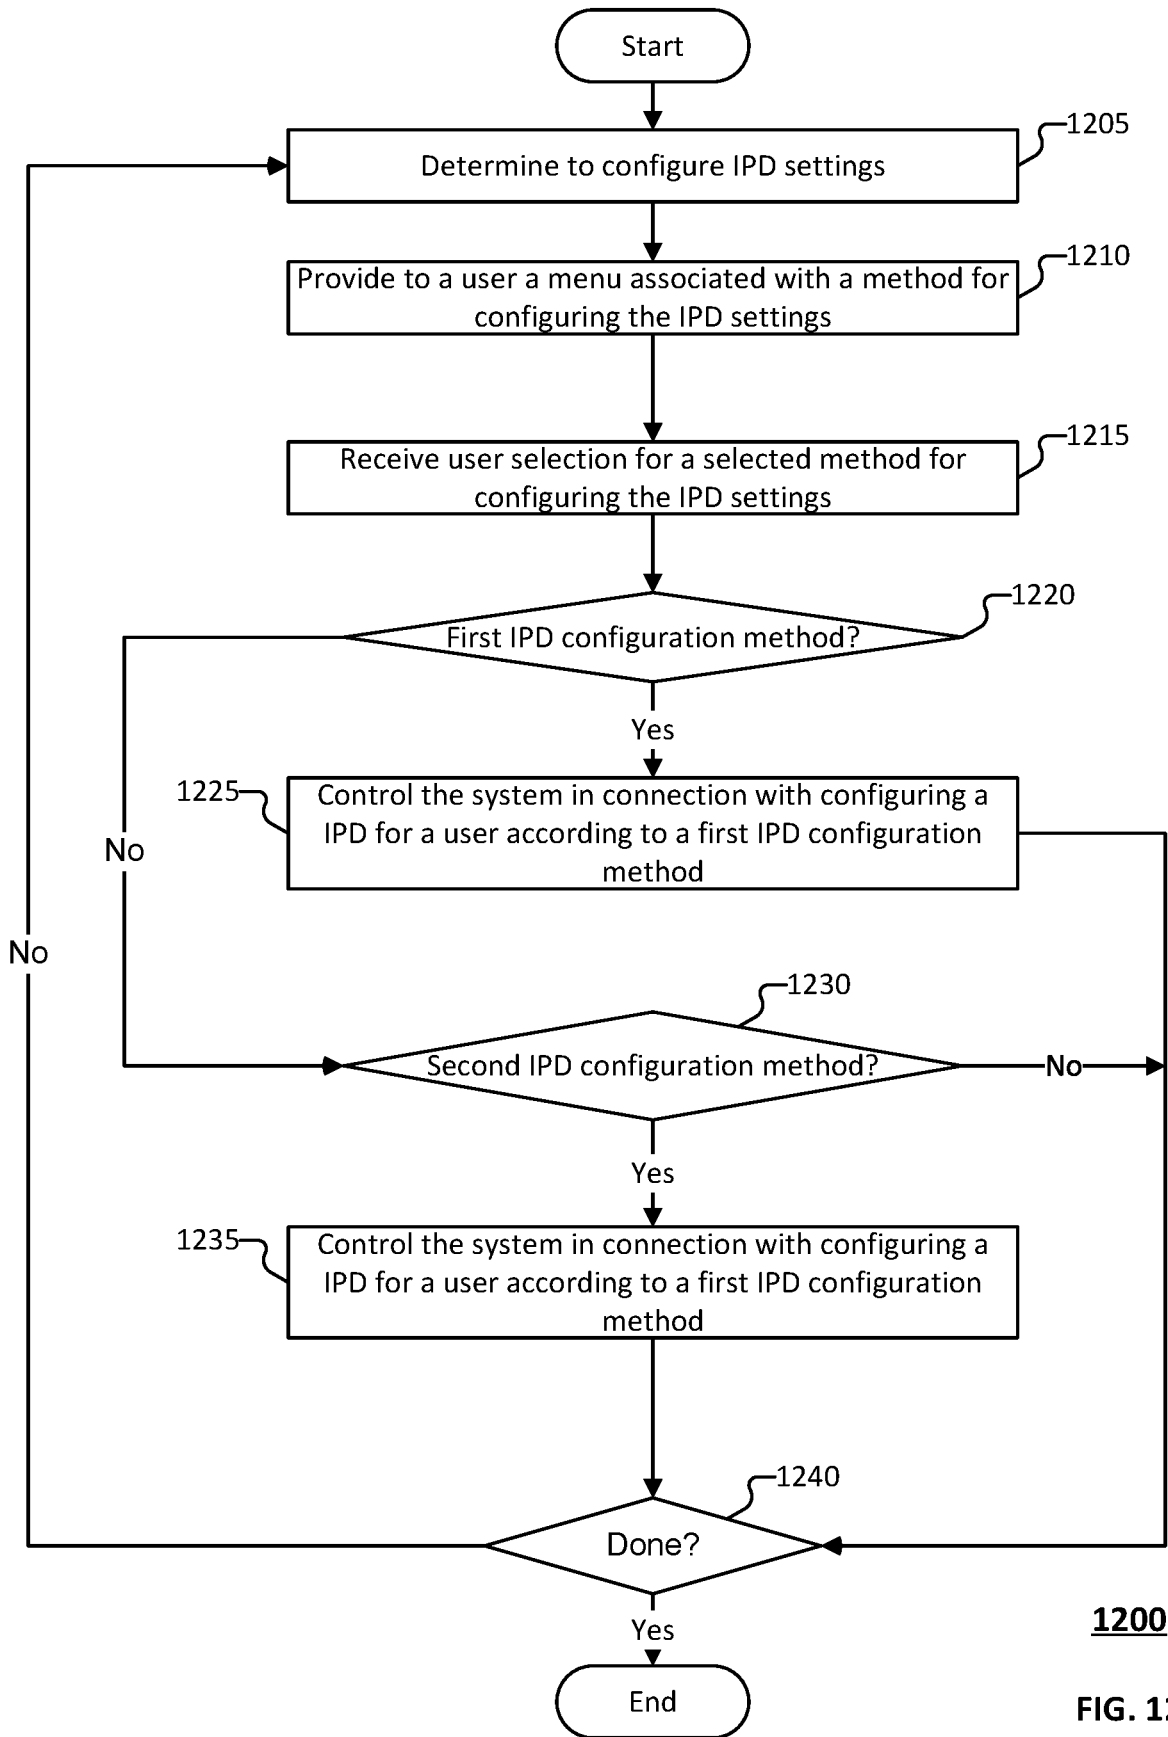 Start
1205
Determine to configure IPD settings
1210
Provide to a user a menu associated with a method for
configuring the IPD settings
1215
Receive user selection for a selected method for
configuring the IPD settings
1220
First IPD configuration method?
Yes
1225
Control the system in connection with configuring a
IPD for a user according to a first IPD configuration
method
No
No
1230
Second IPD configuration method?
No
Yes
1235
Control the system in connection with configuring a
IPD for a user according to a first IPD configuration
method
1240
Done?
1200
Yes
End
FIG.